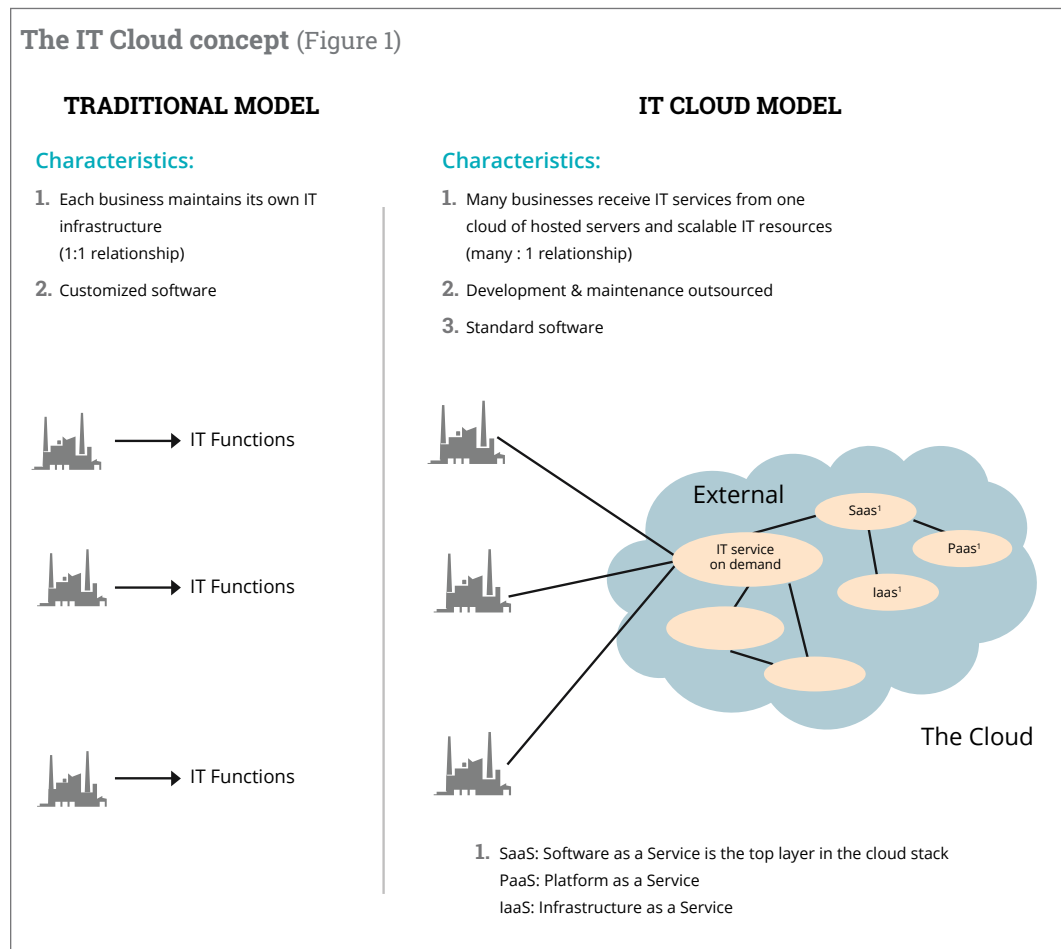 The IT Cloud concept (Figure 1)
TRADITIONAL MODEL
Characteristics:
1. Each business maintains its own IT
infrastructure
(1:1 relationship)
2. Customized software
IT Functions
IT Functions
IT Functions
IT CLOUD MODEL
Characteristics:
1. Many businesses receive IT services from one
cloud of hosted servers and scalable IT resources
(many : 1 relationship)
2. Development & maintenance outsourced
3. Standard software
External
Saas¹
IT service
on demand
Paas¹
Iaas¹
The Cloud
1. SaaS: Software as a Service is the top layer in the cloud stack
PaaS: Platform as a Service
IaaS: Infrastructure as a Service